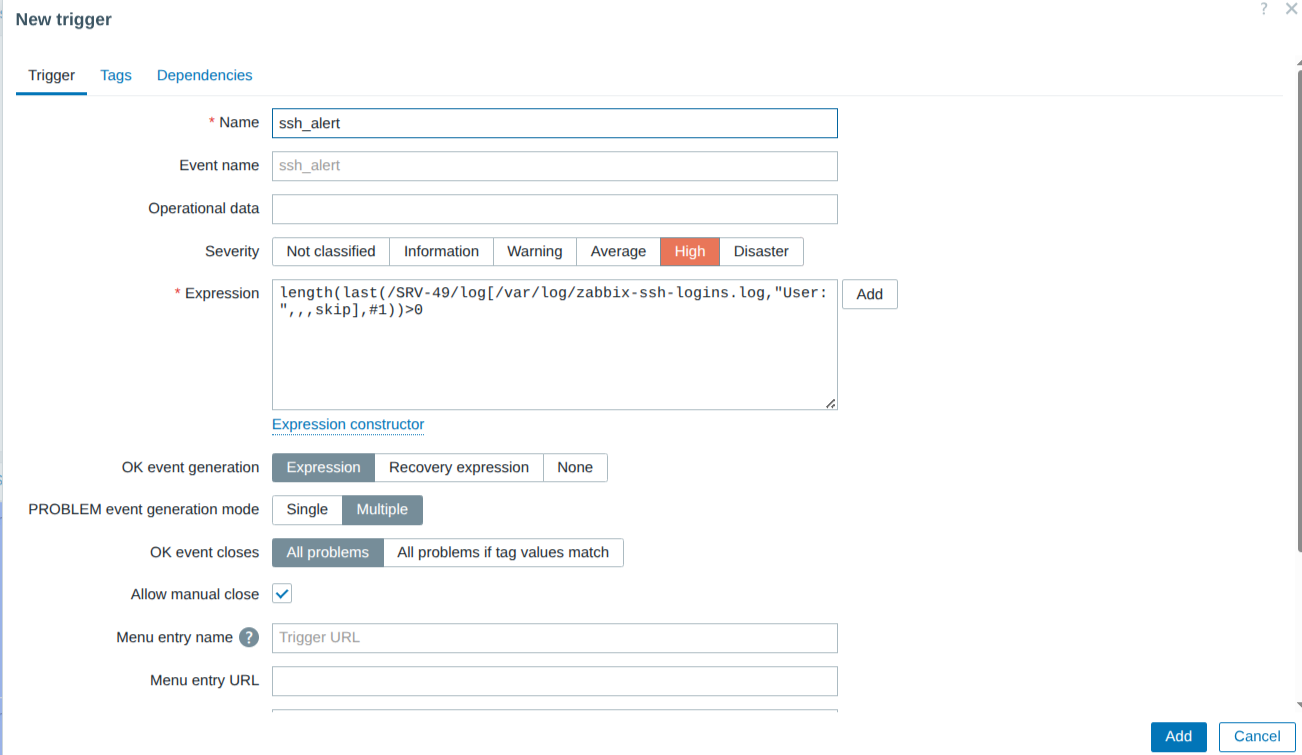 New trigger
? ×
Trigger Tags Dependencies
* Name ssh_alert
Event name ssh_alert
Operational data
Severity Not classified Information Warning Average High Disaster
* Expression length(last(/SRV-49/log[/var/log/zabbix-ssh-logins.log,"User:
",,,skip],#1))>0
Add
Expression constructor
OK event generation Expression Recovery expression None
PROBLEM event generation mode Single Multiple
OK event closes All problems All problems if tag values match
Allow manual close
Menu entry name ? Trigger URL
Menu entry URL
Add Cancel